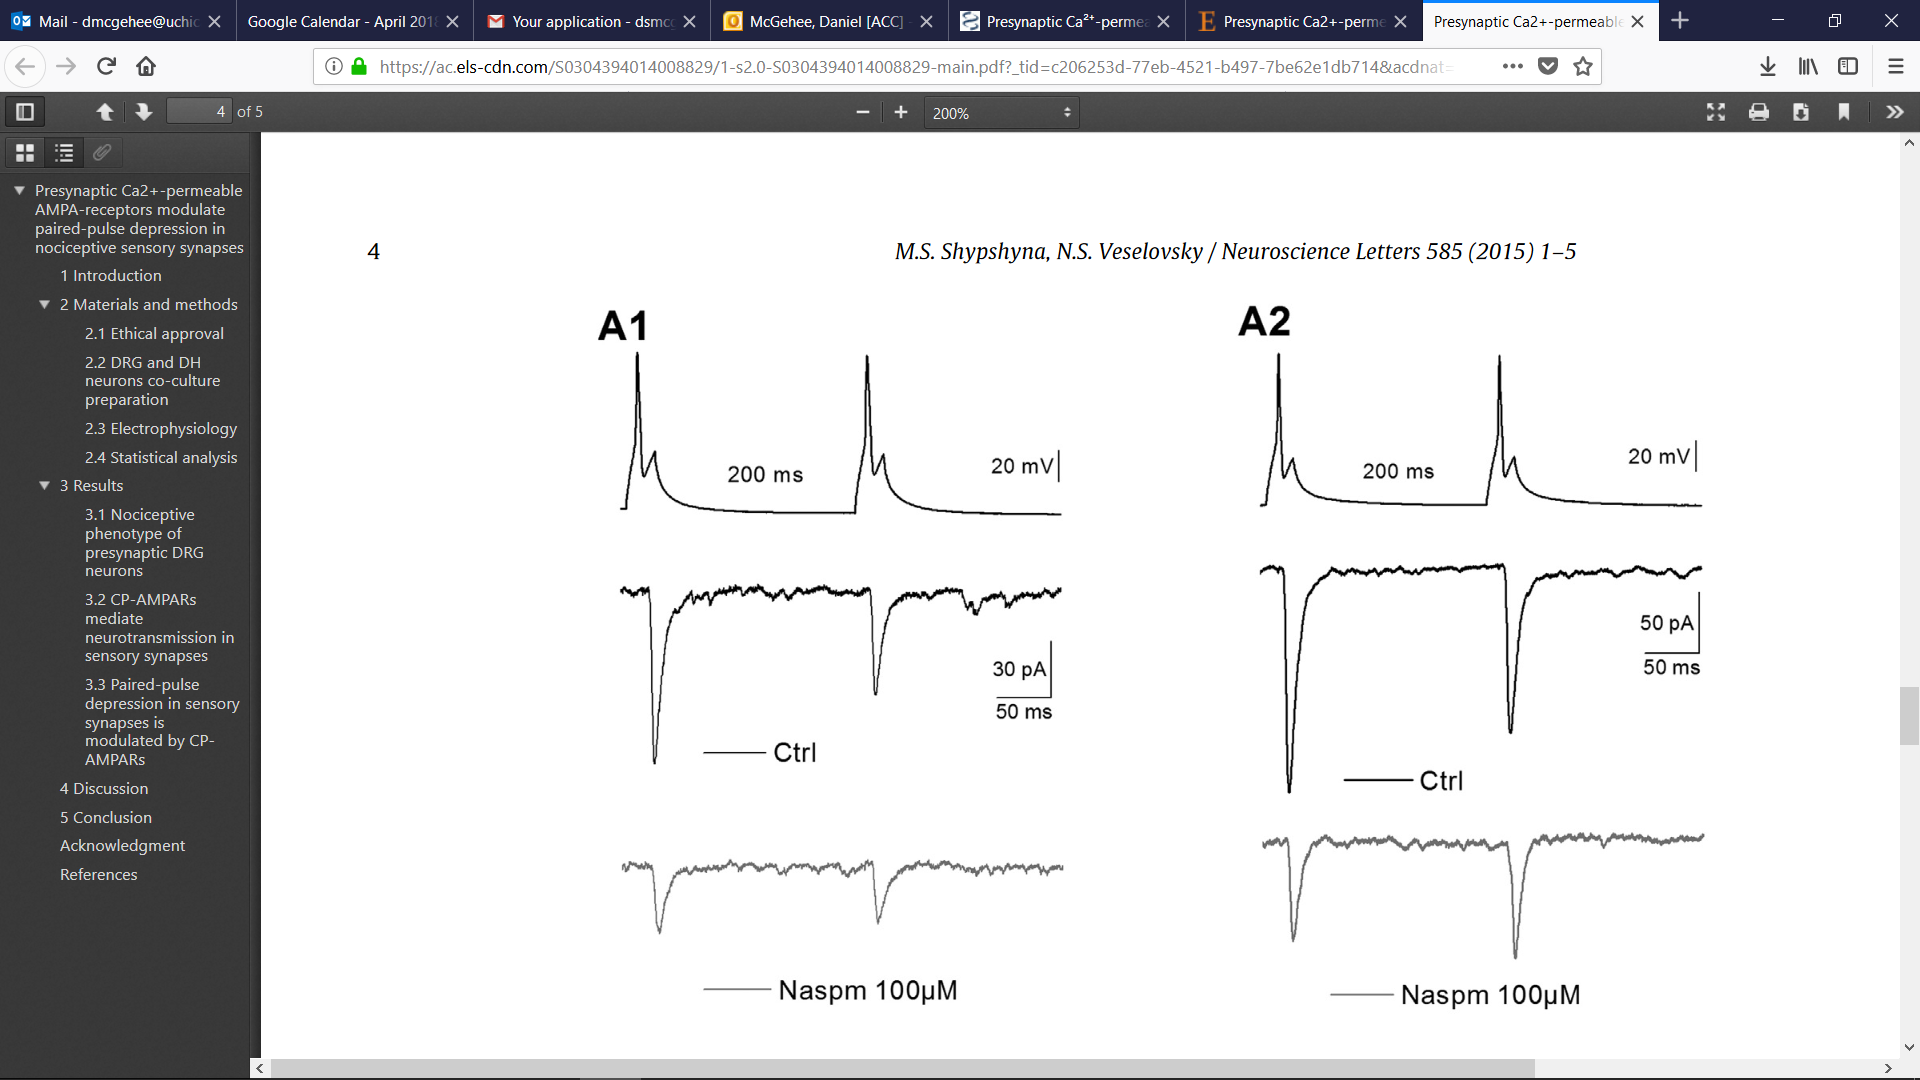 Mail - dmcgehee@uchic
Google Calendar - April 2018
Your application - dsmcg
McGehee, Daniel [ACC]
Presynaptic Ca²⁺-permea
Presynaptic Ca2+-perme
Presynaptic Ca2+-permeable
https://ac.els-cdn.com/S0304394014008829/1-s2.0-S0304394014008829-main.pdf?_tid=c206253d-77eb-4521-b497-7be62e1db714&acdnat=
4 of 5
200%
Presynaptic Ca2+-permeable
AMPA-receptors modulate
paired-pulse depression in
nociceptive sensory synapses
1 Introduction
2 Materials and methods
2.1 Ethical approval
2.2 DRG and DH
neurons co-culture
preparation
2.3 Electrophysiology
2.4 Statistical analysis
3 Results
3.1 Nociceptive
phenotype of
presynaptic DRG
neurons
3.2 CP-AMPARs
mediate
neurotransmission in
sensory synapses
3.3 Paired-pulse
depression in sensory
synapses is
modulated by CP-
AMPARs
4 Discussion
5 Conclusion
Acknowledgment
References
4
M.S. Shypshyna, N.S. Veselovsky / Neuroscience Letters 585 (2015) 1–5
A1
200 ms
20 mV
30 pA
50 ms
Ctrl
Naspm 100µM
A2
200 ms
20 mV
50 pA
50 ms
Ctrl
Naspm 100µM